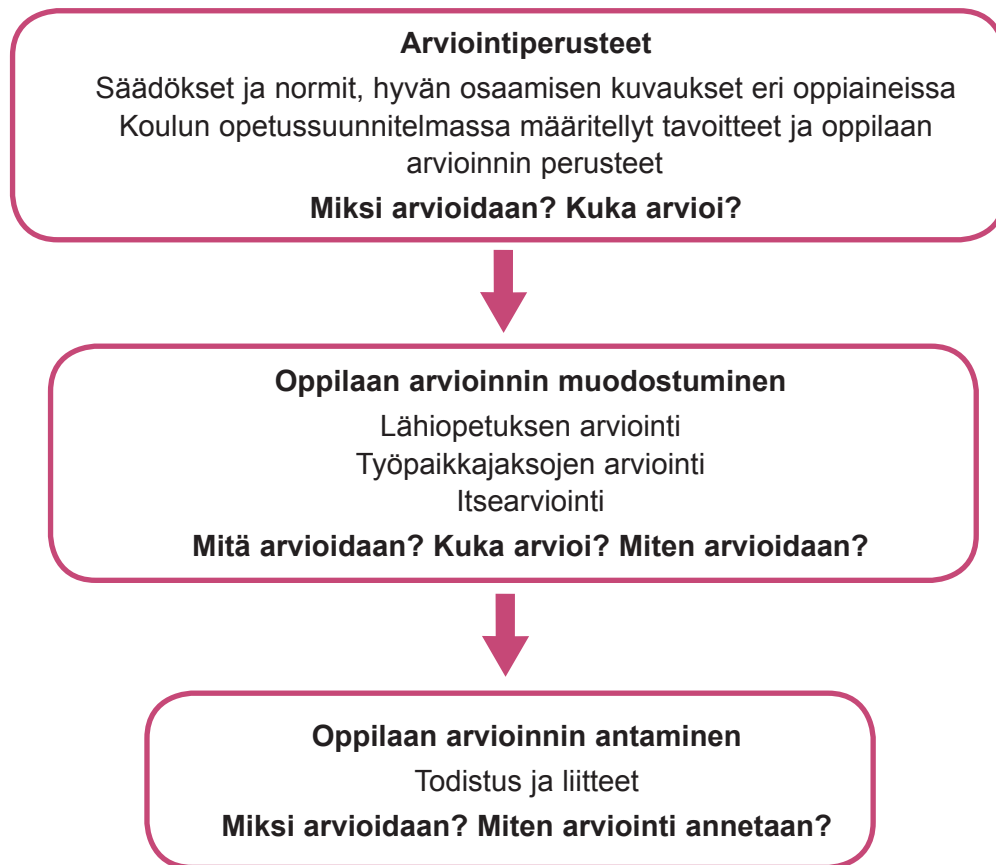 Arviointiperusteet
Säädökset ja normit, hyvän osaamisen kuvaukset eri oppiaineissa
Koulun opetussuunnitelmassa määritellyt tavoitteet ja oppilaan
arvioinnin perusteet
Miksi arvioidaan? Kuka arvioi?
Oppilaan arvioinnin muodostuminen
Lähiopetuksen arviointi
Työpaikkajaksojen arviointi
Itsearviointi
Mitä arvioidaan? Kuka arvioi? Miten arvioidaan?
Oppilaan arvioinnin antaminen
Todistus ja liitteet
Miksi arvioidaan? Miten arviointi annetaan?